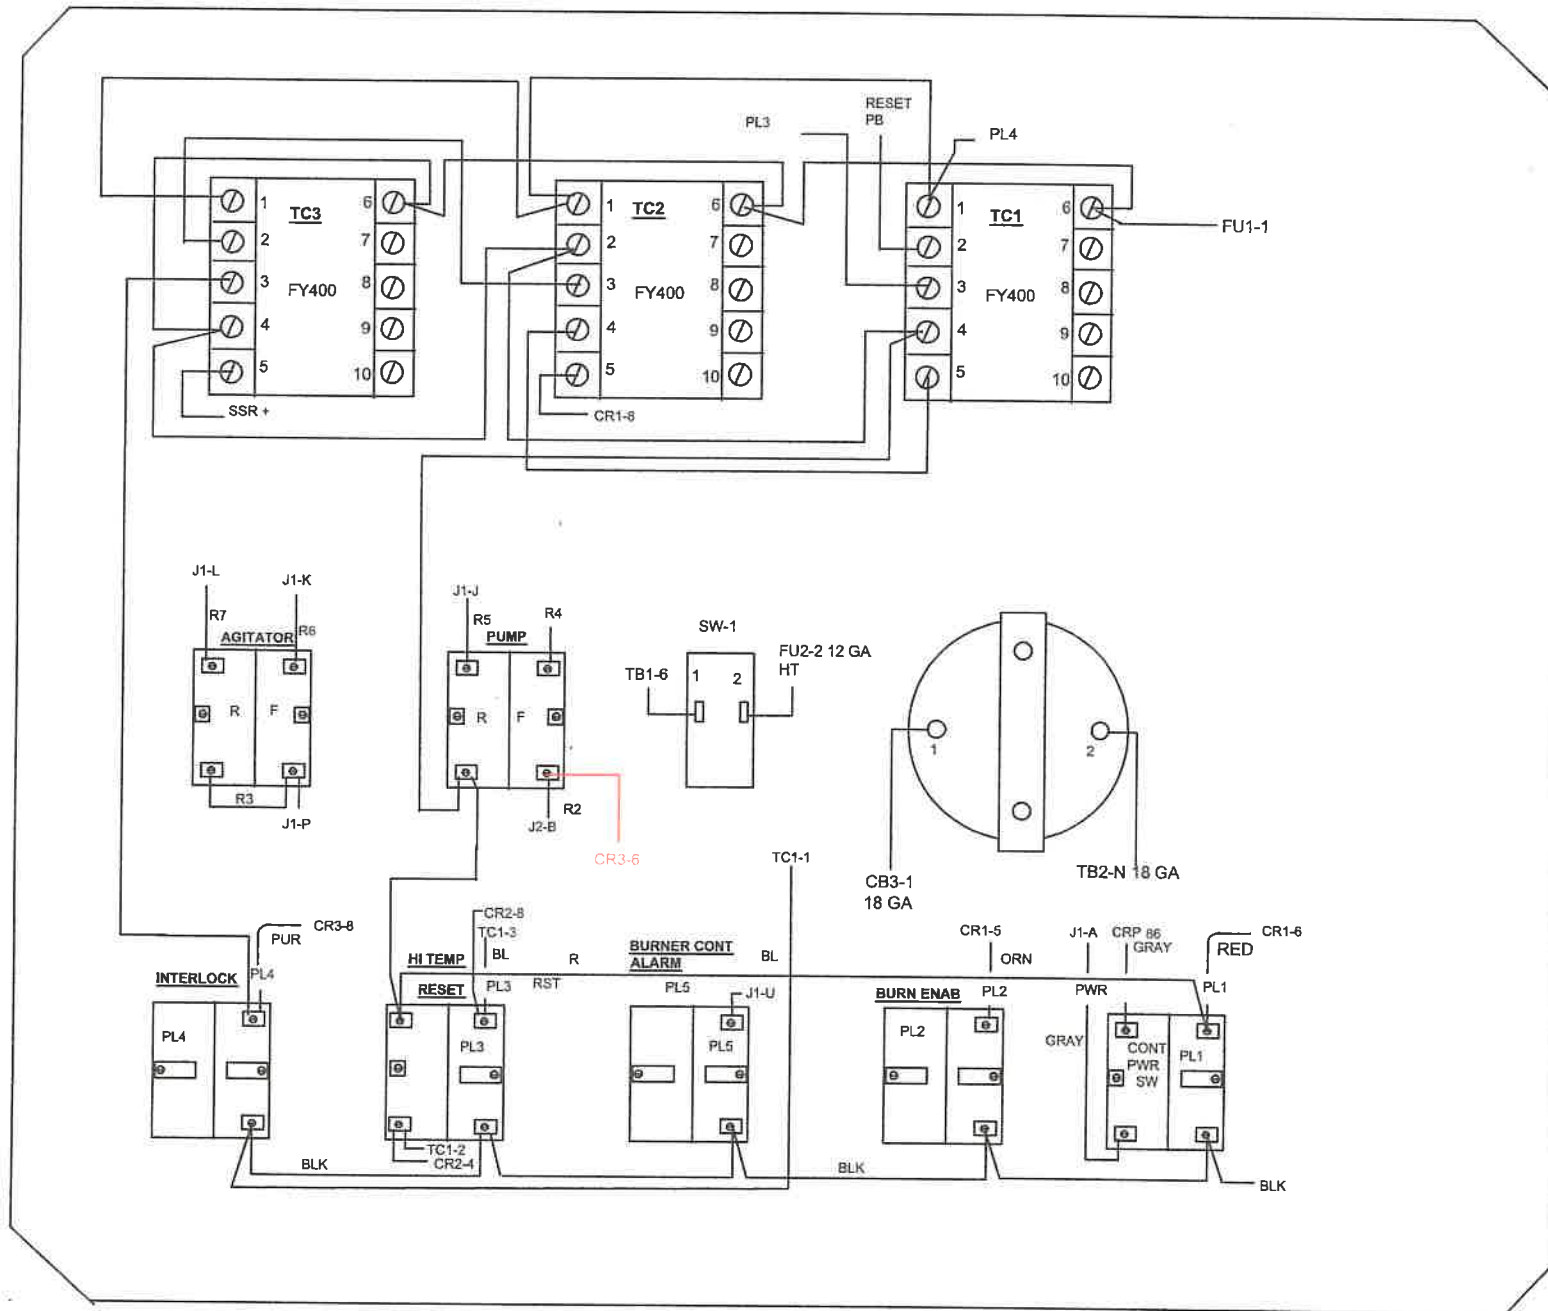 RESET
PB
PL3
PL4
1
TC3
6
2
7
3
FY400
8
4
9
5
10
SSR +
1
TC2
6
2
7
3
FY400
8
4
9
5
10
CR1-8
1
TC1
6
FU1-1
2
7
3
FY400
8
4
9
5
10
J1-L
J1-K
R7
AGITATOR
R6
R
F
R3
J1-P
J1-J
R5
R4
PUMP
R
F
R2
J2-B
CR3-6
SW-1
TB1-6
1
2
FU2-2 12 GA
HT
1
2
CB3-1
18 GA
TB2-N 18 GA
TC1-1
CR3-8
PUR
INTERLOCK
PL4
PL4
CR2-8
TC1-3
HI TEMP
BL
R
RST
RESET
PL3
PL3
TC1-2
CR2-4
BLK
BURNER CONT
ALARM
BL
PL5
J1-U
PL5
CR1-5
ORN
BURN ENAB
PL2
PL2
BLK
J1-A
CRP 86
GRAY
CR1-6
RED
PWR
PL1
GRAY
CONT
PWR
SW
PL1
BLK